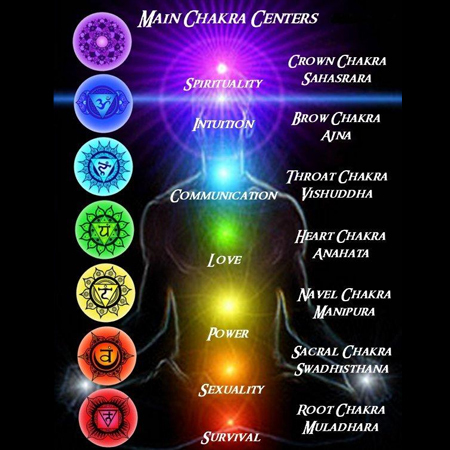 Main Chakra Centers
Crown Chakra
Sahasrara
Spirituality
Brow Chakra
Ajna
Intuition
Throat Chakra
Vishuddha
Communication
Heart Chakra
Anahata
Love
Navel Chakra
Manipura
Power
Sacral Chakra
Swadhisthana
Sexuality
Root Chakra
Muladhara
Survival
ॐ
हं
यं
रं
वं
लं